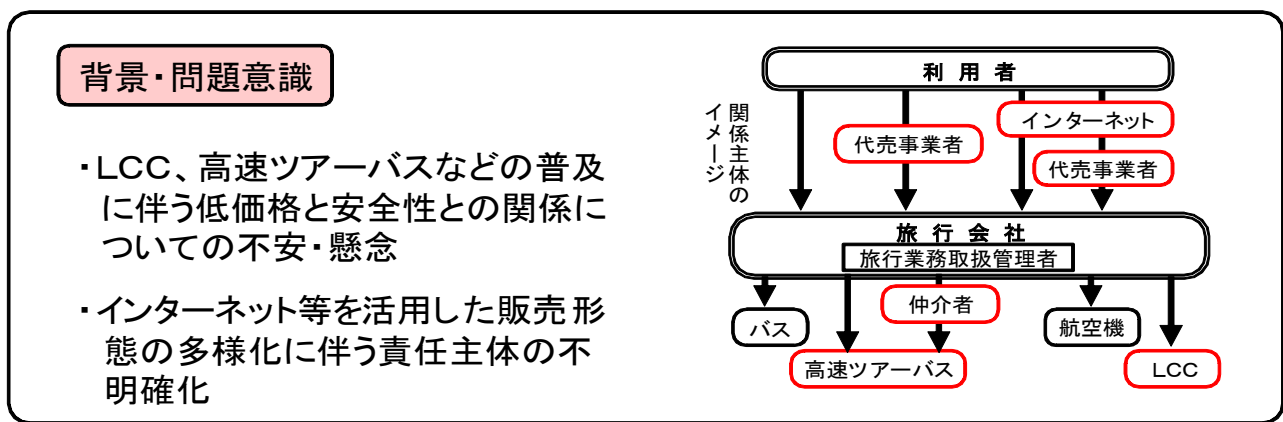 背景・問題意識
・LCC、高速ツアーバスなどの普及
に伴う低価格と安全性との関係に
ついての不安・懸念
・インターネット等を活用した販売形
態の多様化に伴う責任主体の不
明確化
関係主体の
イメージ
利用者
インターネット
代売事業者
代売事業者
旅行会社
旅行業務取扱管理者
仲介者
バス
航空機
高速ツアーバス
LCC